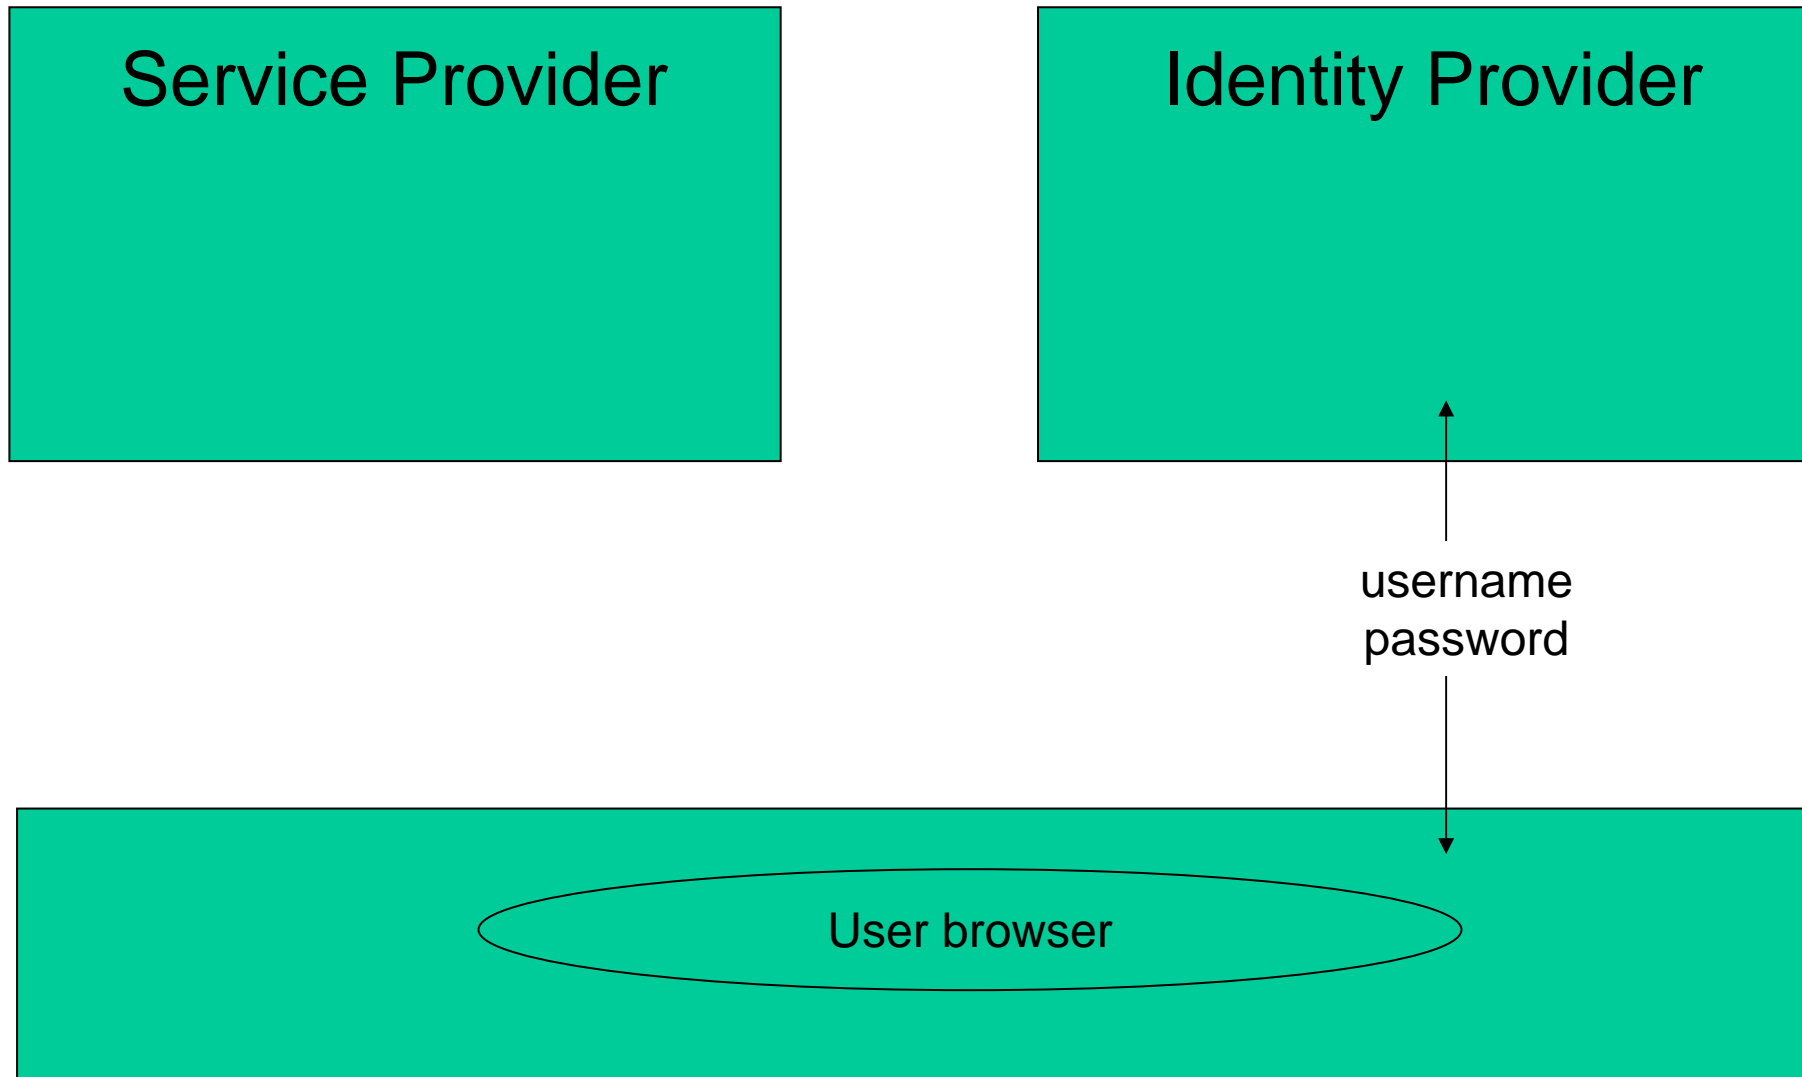 Service Provider
Identity Provider
username
password
User browser